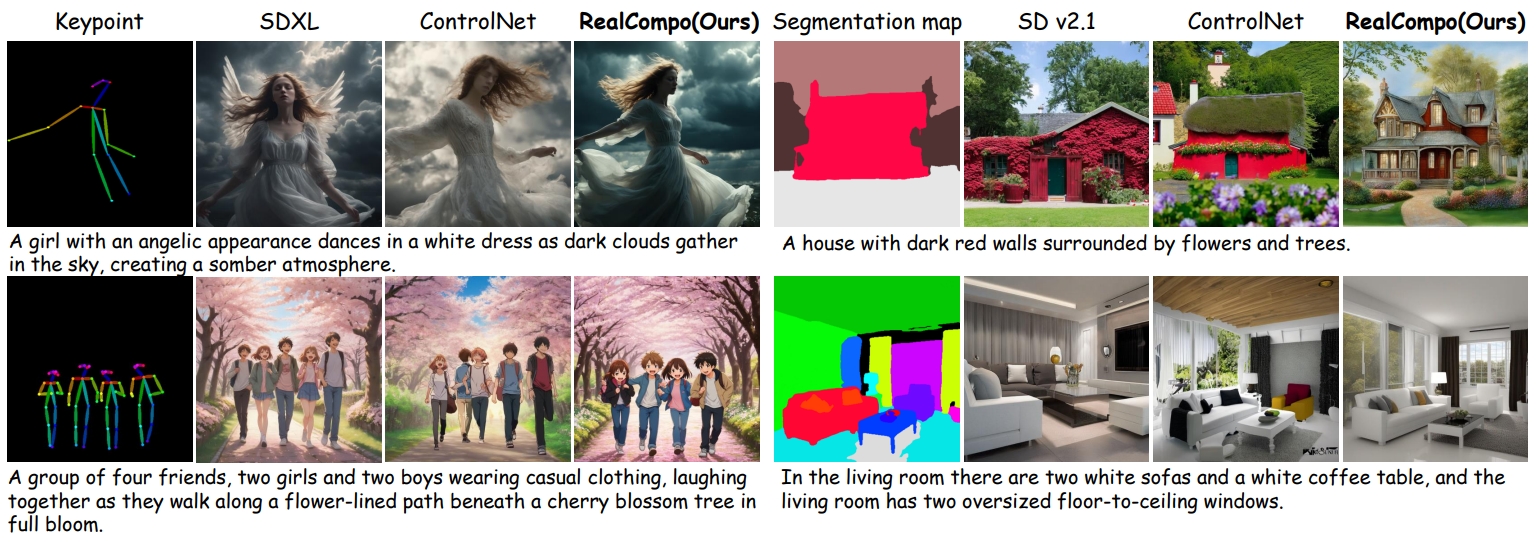 Keypoint SDXL ControlNet RealCompo(Ours) Segmentation map SD v2.1 ControlNet RealCompo(Ours)
A girl with an angelic appearance dances in a white dress as dark clouds gather
in the sky, creating a somber atmosphere.
A house with dark red walls surrounded by flowers and trees.
A group of four friends, two girls and two boys wearing casual clothing, laughing
together as they walk along a flower-lined path beneath a cherry blossom tree in
full bloom.
In the living room there are two white sofas and a white coffee table, and the
living room has two oversized floor-to-ceiling windows.